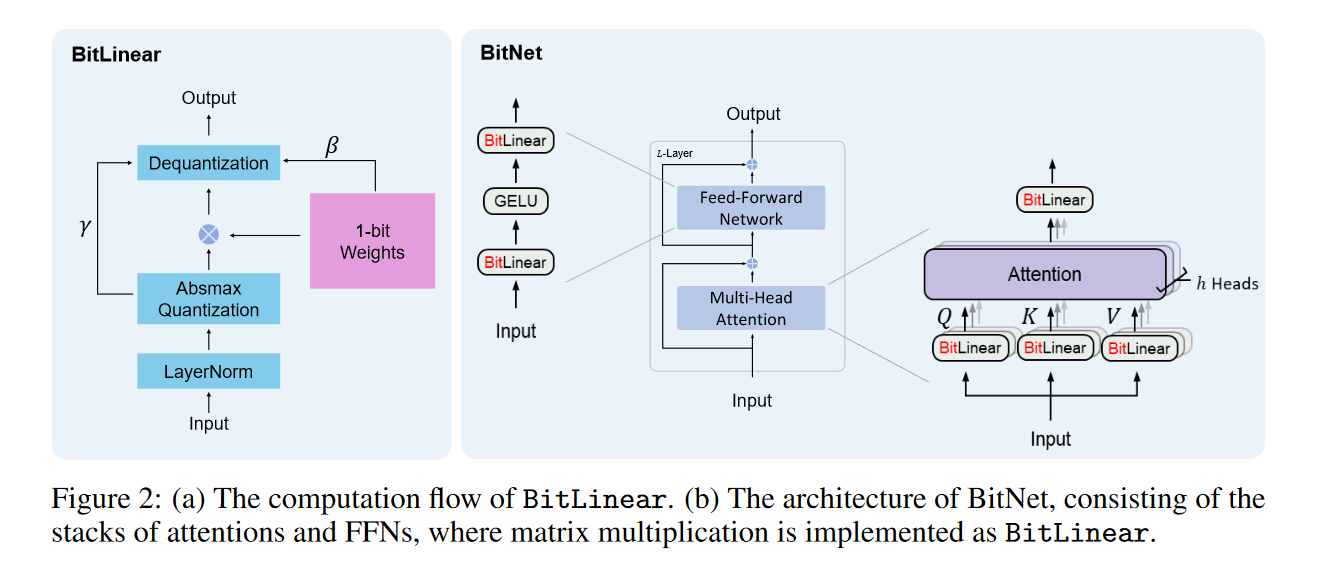 BitLinear
Output
β
Dequantization
γ
1-bit
Weights
Absmax
Quantization
LayerNorm
Input
BitNet
BitLinear
GELU
BitLinear
Input
Output
L-Layer
Feed-Forward
Network
Multi-Head
Attention
Input
BitLinear
Attention
h Heads
Q K V
BitLinear BitLinear BitLinear
Input
Figure 2: (a) The computation flow of BitLinear. (b) The architecture of BitNet, consisting of the
stacks of attentions and FFNs, where matrix multiplication is implemented as BitLinear.